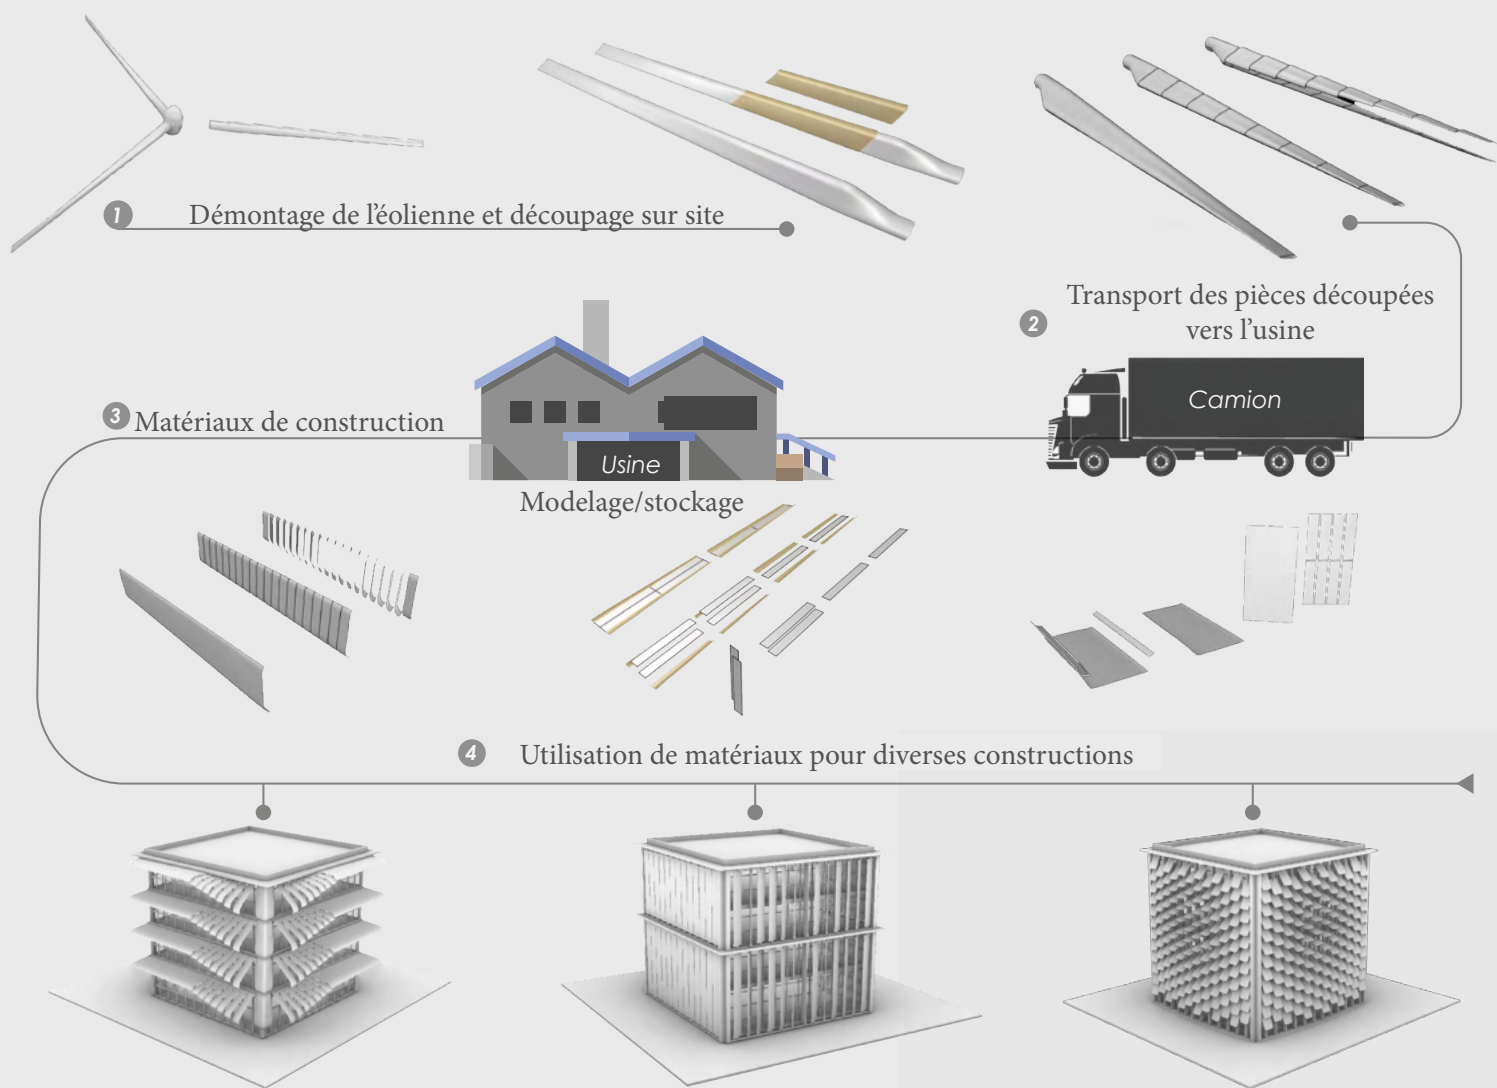 1 Démontage de l’éolienne et découpage sur site
2 Transport des pièces découpées
vers l’usine
Camion
3 Matériaux de construction
Usine
Modelage/stockage
4 Utilisation de matériaux pour diverses constructions